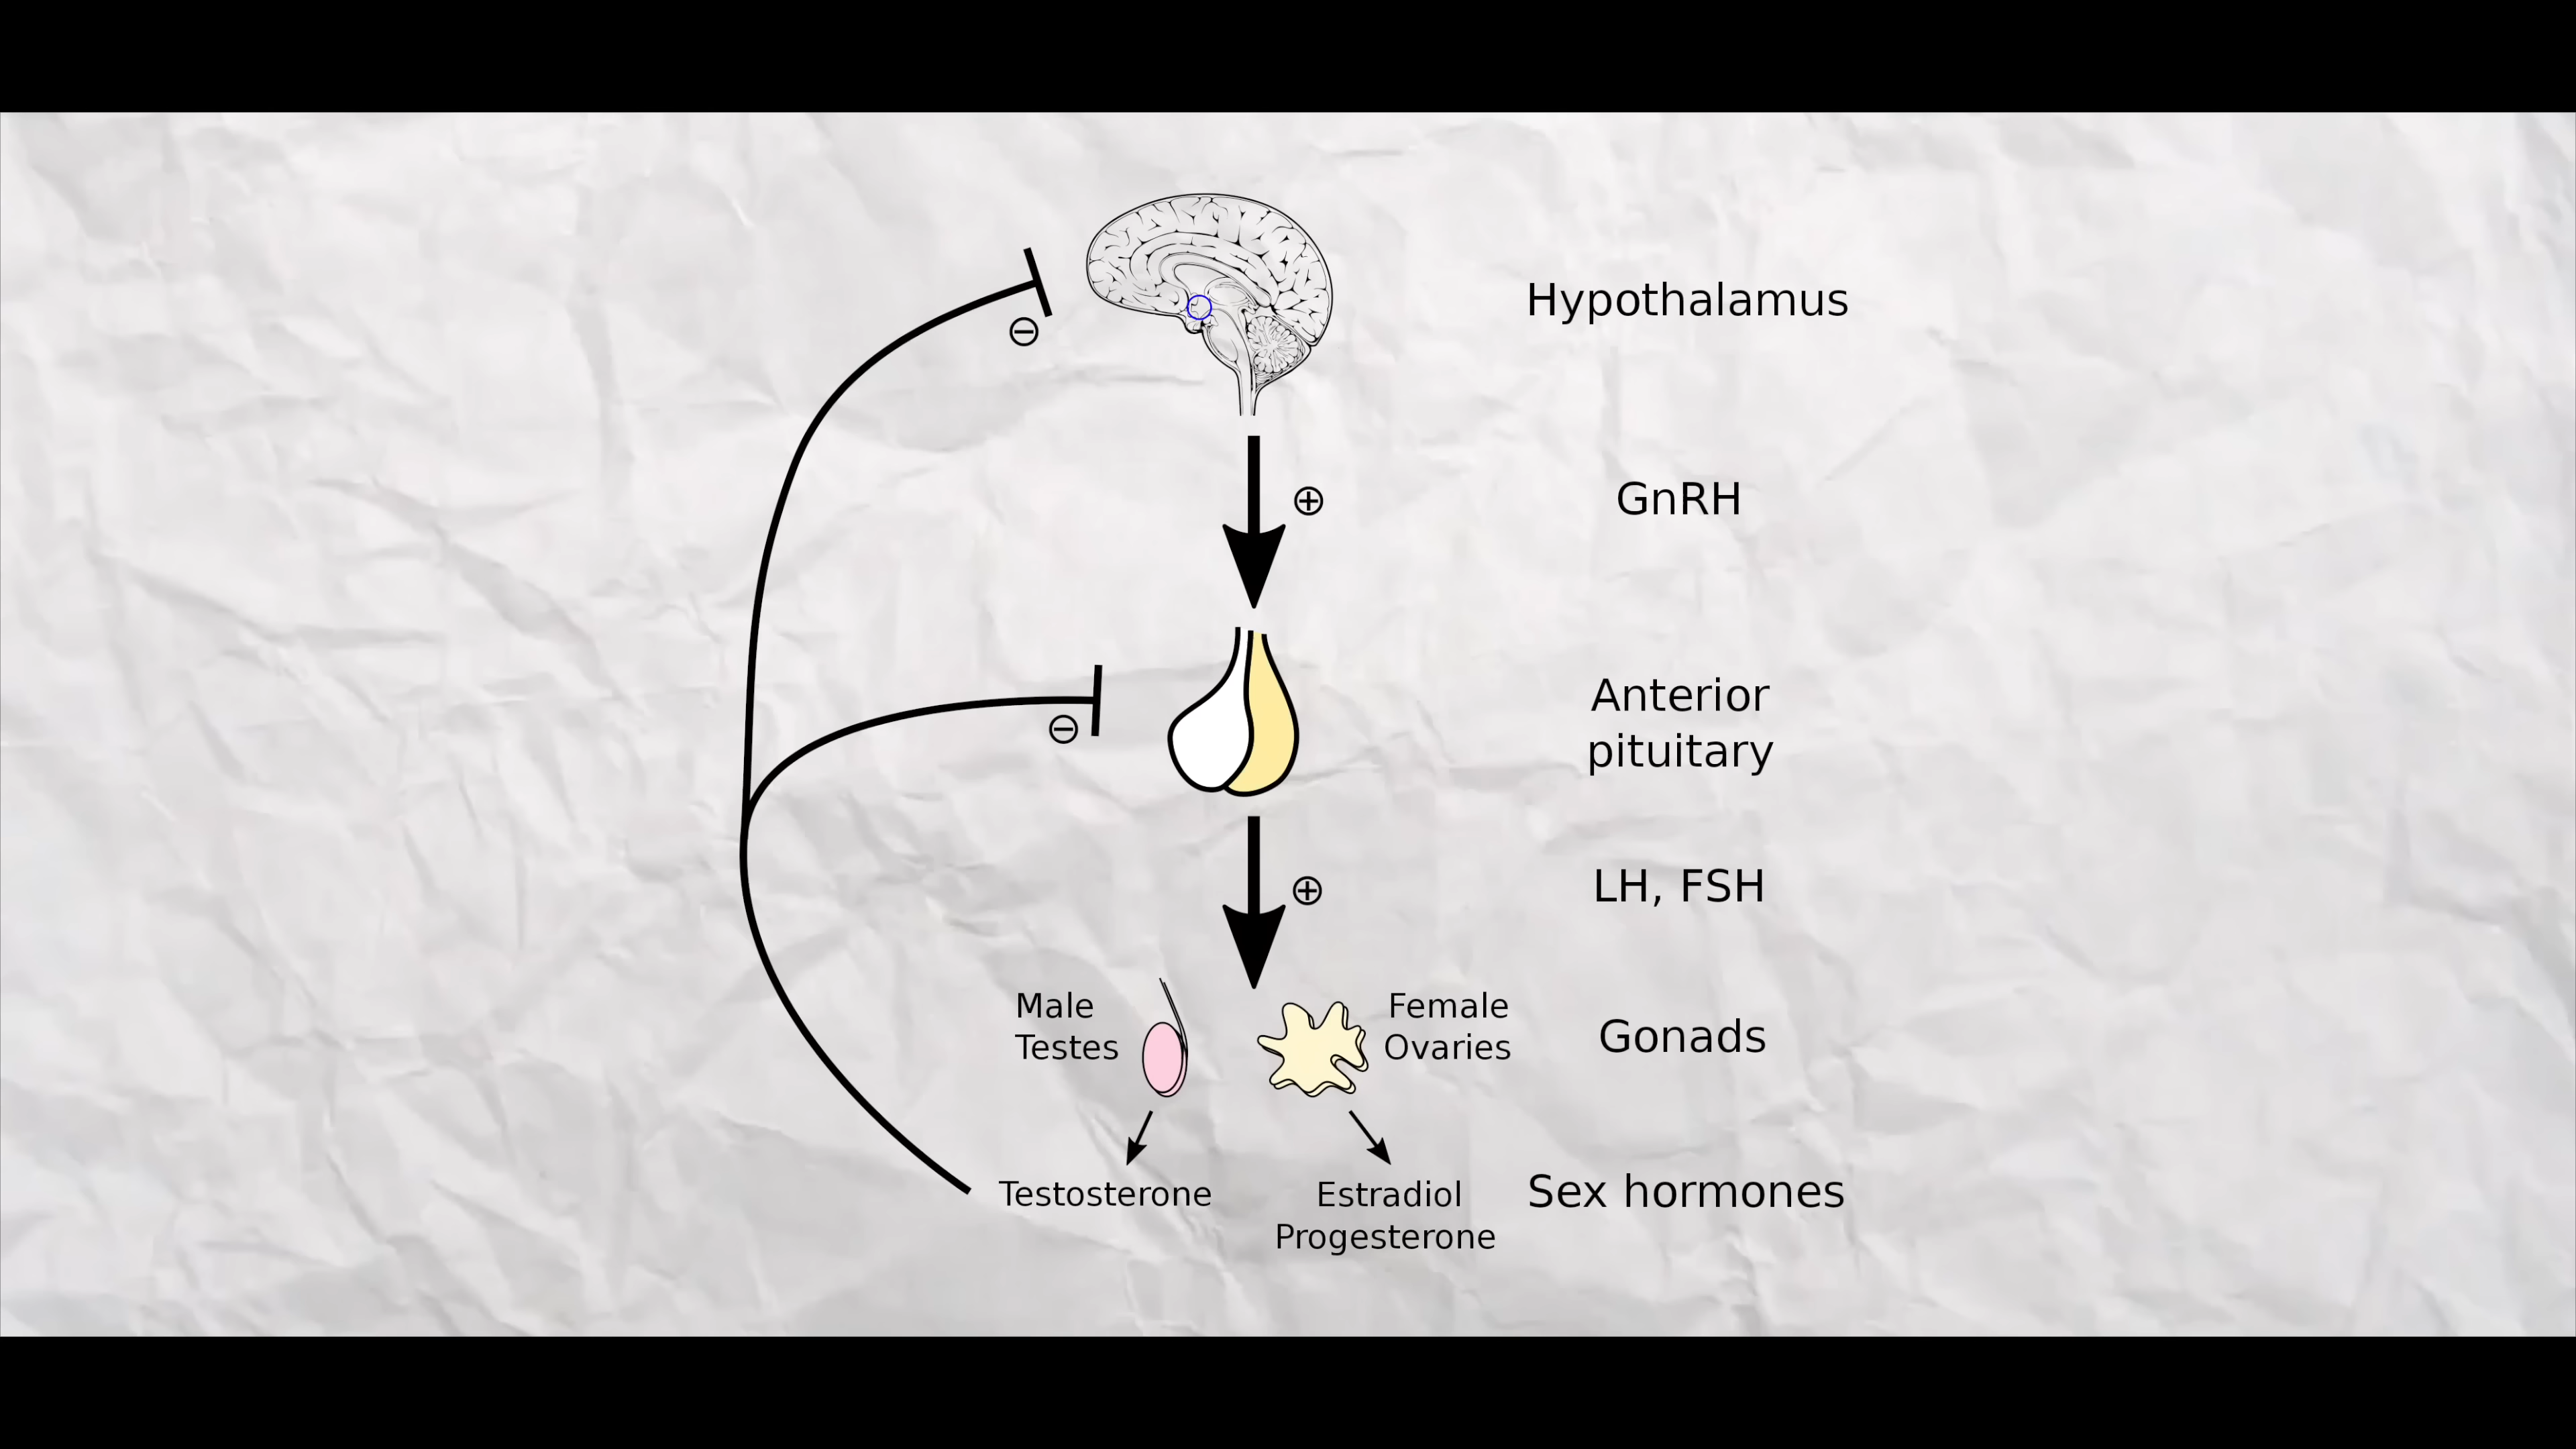 Hypothalamus
⊖
⊕
GnRH
Anterior
pituitary
⊖
⊕
LH, FSH
Male
Testes
Female
Ovaries
Gonads
Testosterone
Estradiol
Progesterone
Sex hormones